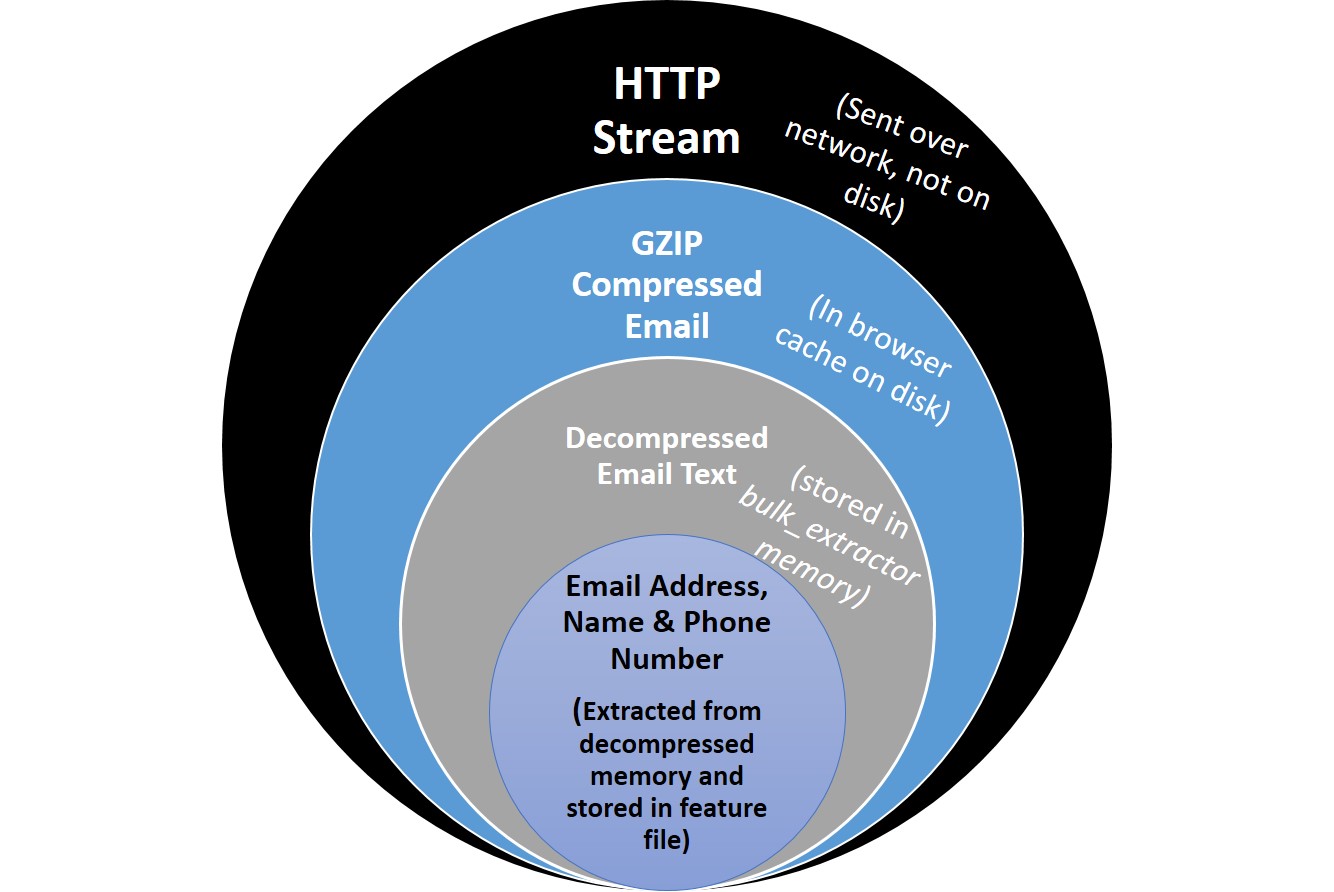 HTTP
Stream
(Sent over
network, not on
disk)
GZIP
Compressed
Email
(In browser
cache on disk)
Decompressed
Email Text
(stored in
bulk_extractor
memory)
Email Address,
Name & Phone
Number
(Extracted from
decompressed
memory and
stored in feature
file)